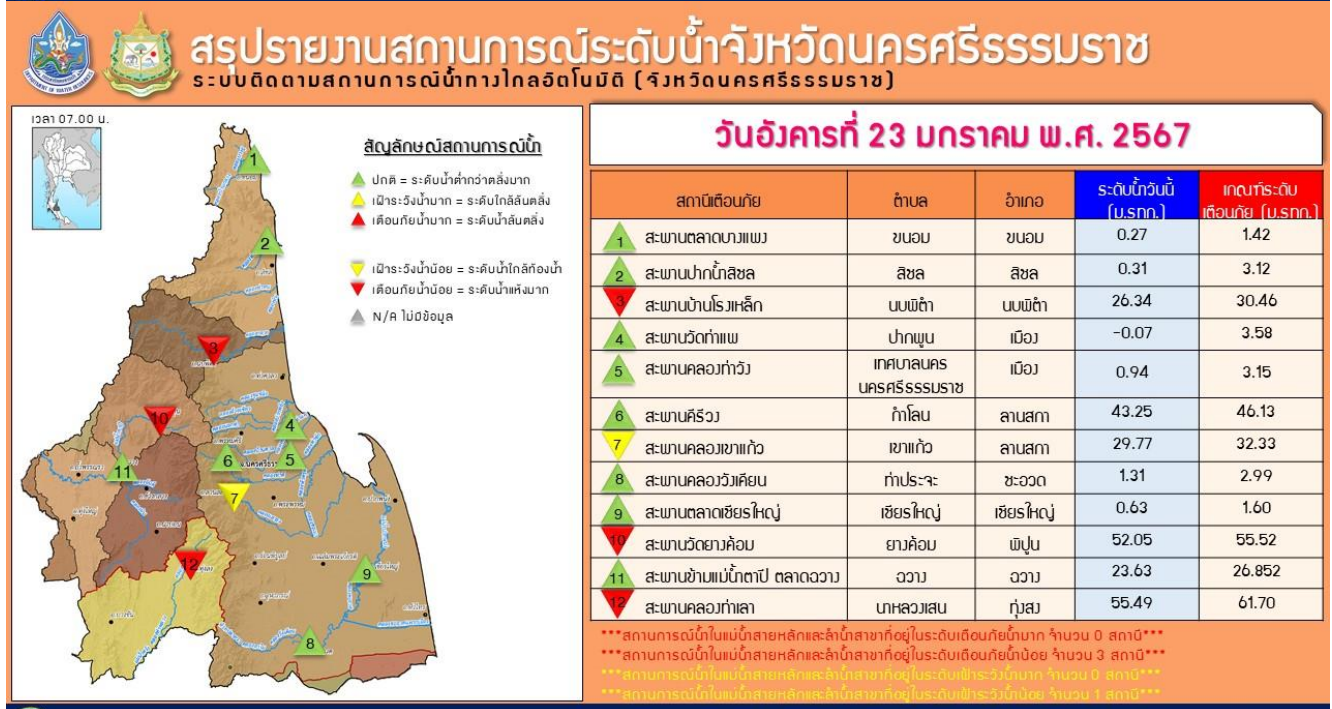 สรุปรายงานสถานการณ์ระดับน้ำจังหวัดนครศรีธรรมราช
ระบบติดตามสถานการณ์น้ำทางไกลอัตโนมัติ (จังหวัดนครศรีธรรมราช)
เวลา 07.00 น.
สัญลักษณ์สถานการณ์น้ำ
ปกติ = ระดับน้ำต่ำกว่าตลิ่งมาก
เฝ้าระวังน้ำมาก = ระดับใกล้ล้นตลิ่ง
เตือนภัยน้ำมาก = ระดับน้ำล้นตลิ่ง
เฝ้าระวังน้ำน้อย = ระดับน้ำใกล้ท้องน้ำ
เตือนภัยน้ำน้อย = ระดับน้ำแห้งมาก
N/A ไม่มีข้อมูล
1
2
3
10
4
6
5
11
7
12
9
8
วันอังคารที่ 23 มกราคม พ.ศ. 2567
สถานีเตือนภัย ตำบล อำเภอ ระดับน้ำวันนี้ (ม.รทก.) เกณฑ์ระดับเตือนภัย (ม.รทก.)
1 สะพานตลาดบางแพง ขนอม ขนอม 0.27 1.42
2 สะพานปากน้ำสิชล สิชล สิชล 0.31 3.12
3 สะพานบ้านโรงเหล็ก นบพิตำ นบพิตำ 26.34 30.46
4 สะพานวัดท่าแพ ปากพูน เมือง -0.07 3.58
5 สะพานคลองท่าวัง เทศบาลนครนครศรีธรรมราช เมือง 0.94 3.15
6 สะพานคีรีวง กำโลน ลานสกา 43.25 46.13
7 สะพานคลองเขาแก้ว เขาแก้ว ลานสกา 29.77 32.33
8 สะพานคลองวังเคียน ท่าประจะ ชะอวด 1.31 2.99
9 สะพานตลาดเชียรใหญ่ เชียรใหญ่ เชียรใหญ่ 0.63 1.60
10 สะพานวัดยางค้อม ยางค้อม พิปูน 52.05 55.52
11 สะพานข้ามแม่น้ำตาปี ตลาดฉวาง ฉวาง ฉวาง 23.63 26.852
12 สะพานคลองท่าเลา นาหลวงเสน ทุ่งสง 55.49 61.70
***สถานการณ์น้ำในแม่น้ำสายหลักและลำน้ำสาขาที่อยู่ในระดับเตือนภัยน้ำมาก จำนวน 0 สถานี***
***สถานการณ์น้ำในแม่น้ำสายหลักและลำน้ำสาขาที่อยู่ในระดับเตือนภัยน้ำน้อย จำนวน 3 สถานี***
***สถานการณ์น้ำในแม่น้ำสายหลักและลำน้ำสาขาที่อยู่ในระดับเฝ้าระวังน้ำมาก จำนวน 0 สถานี***
***สถานการณ์น้ำในแม่น้ำสายหลักและลำน้ำสาขาที่อยู่ในระดับเฝ้าระวังน้ำน้อย จำนวน 1 สถานี***